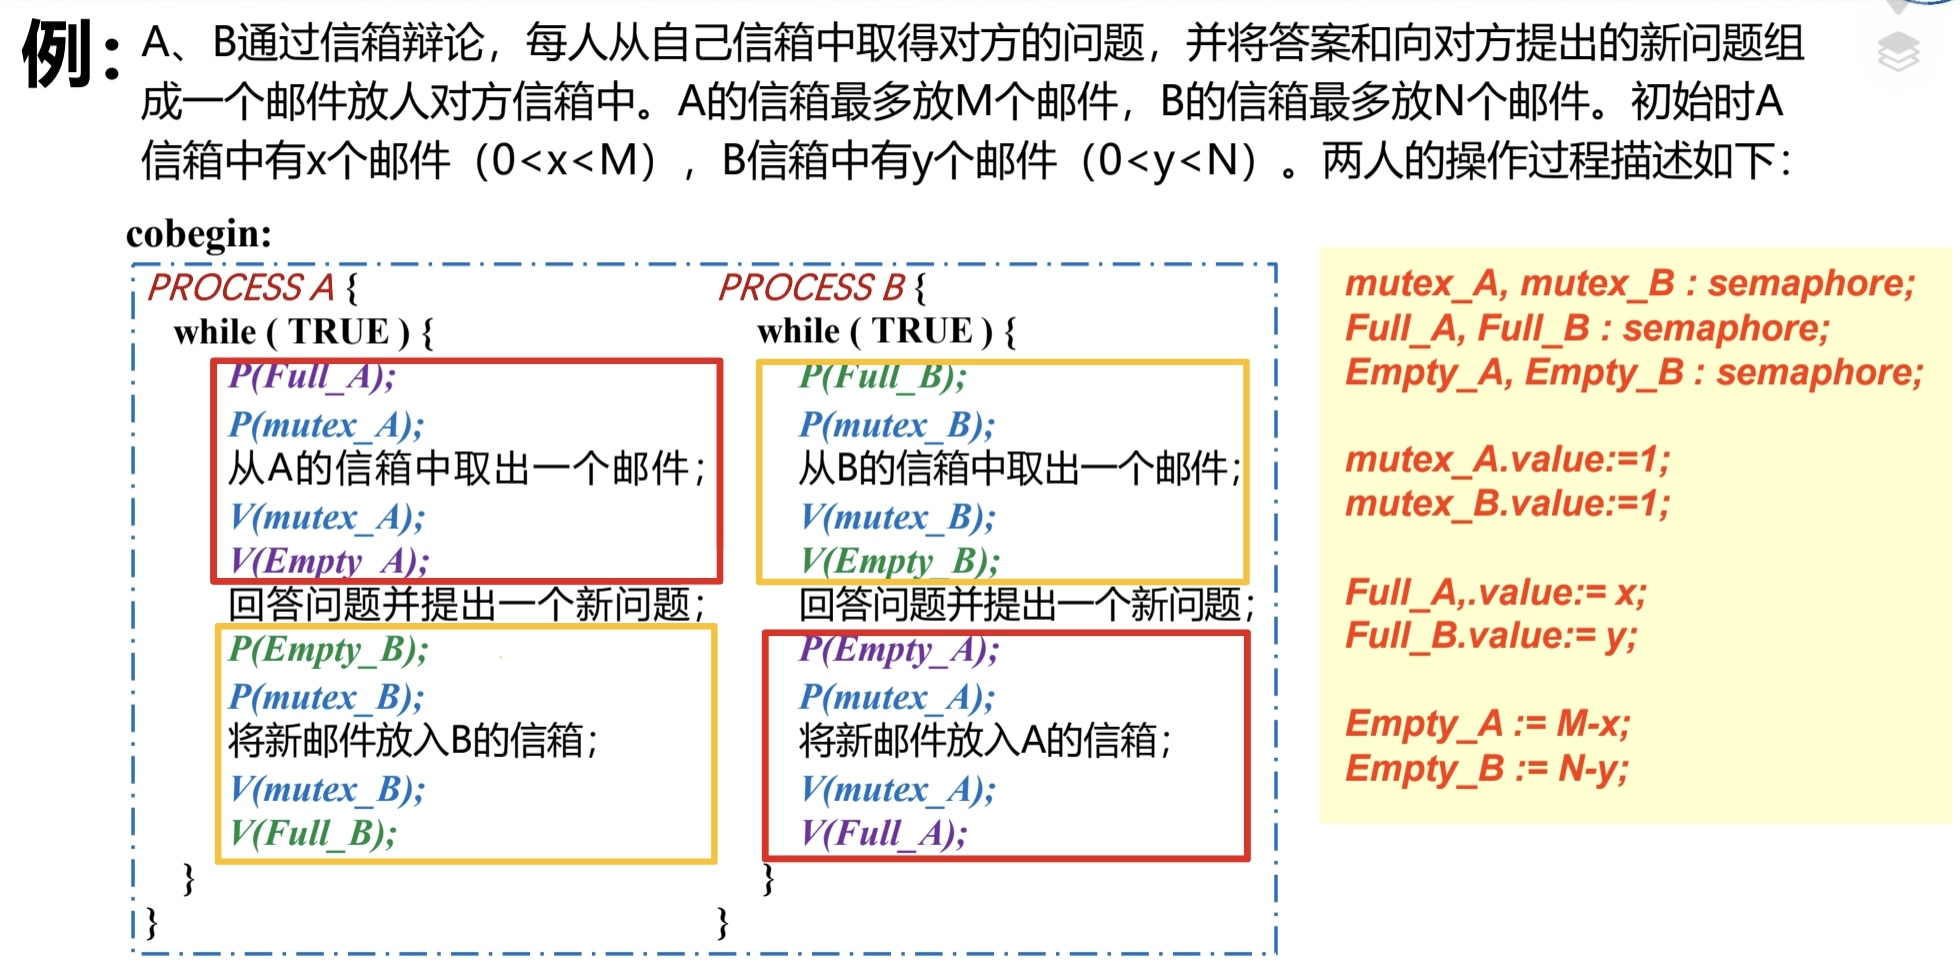 例：A、B通过信箱辩论，每人从自己信箱中取得对方的问题，并将答案和向对方提出的新问题组
成一个邮件放人对方信箱中。A的信箱最多放M个邮件，B的信箱最多放N个邮件。初始时A
信箱中有x个邮件（0<x<M），B信箱中有y个邮件（0<y<N）。两人的操作过程描述如下：
cobegin:
PROCESS A {
while ( TRUE ) {
P(Full_A);
P(mutex_A);
从A的信箱中取出一个邮件；
V(mutex_A);
V(Empty_A);
回答问题并提出一个新问题；
P(Empty_B);
P(mutex_B);
将新邮件放入B的信箱；
V(mutex_B);
V(Full_B);
}
}
PROCESS B {
while ( TRUE ) {
P(Full_B);
P(mutex_B);
从B的信箱中取出一个邮件；
V(mutex_B);
V(Empty_B);
回答问题并提出一个新问题；
P(Empty_A);
P(mutex_A);
将新邮件放入A的信箱；
V(mutex_A);
V(Full_A);
}
}
mutex_A, mutex_B : semaphore;
Full_A, Full_B : semaphore;
Empty_A, Empty_B : semaphore;
mutex_A.value:=1;
mutex_B.value:=1;
Full_A,.value:= x;
Full_B.value:= y;
Empty_A := M-x;
Empty_B := N-y;